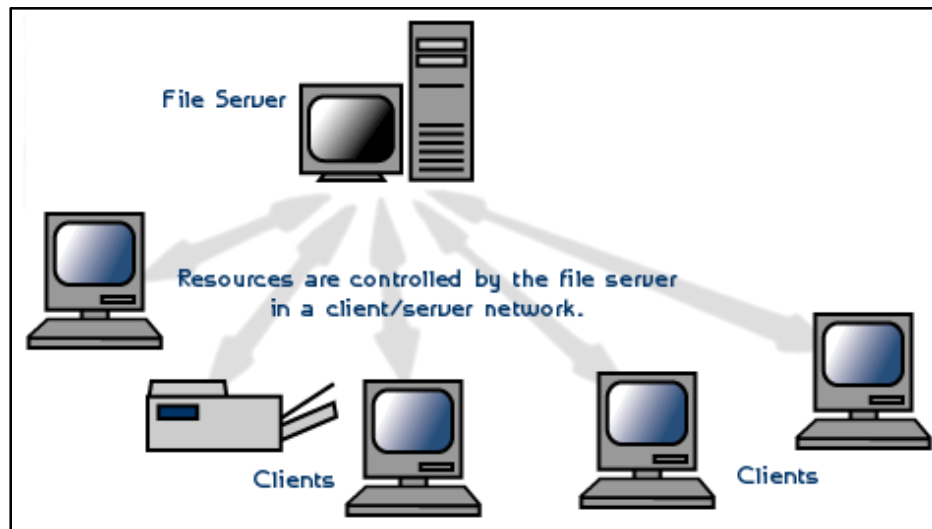 File Server
Resources are controlled by the file server
in a client/server network.
Clients
Clients